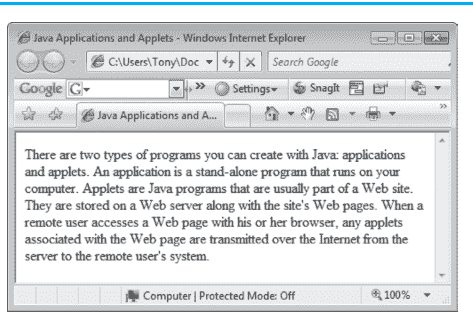 Java Applications and Applets - Windows Internet Explorer
C:\Users\Tony\Doc Search Google
Google G Settings SnagIt
Java Applications and A...
There are two types of programs you can create with Java: applications
and applets. An application is a stand-alone program that runs on your
computer. Applets are Java programs that are usually part of a Web site.
They are stored on a Web server along with the site's Web pages. When a
remote user accesses a Web page with his or her browser, any applets
associated with the Web page are transmitted over the Internet from the
server to the remote user's system.
Computer | Protected Mode: Off 100%